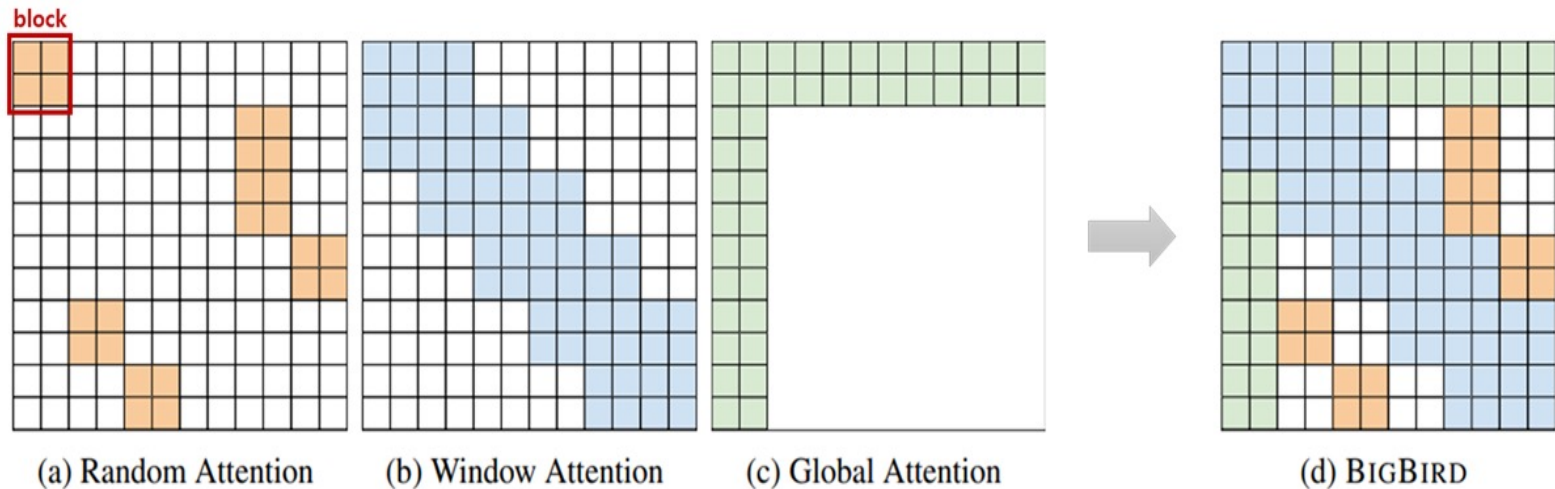 block
(a) Random Attention
(b) Window Attention
(c) Global Attention
(d) BIGBIRD